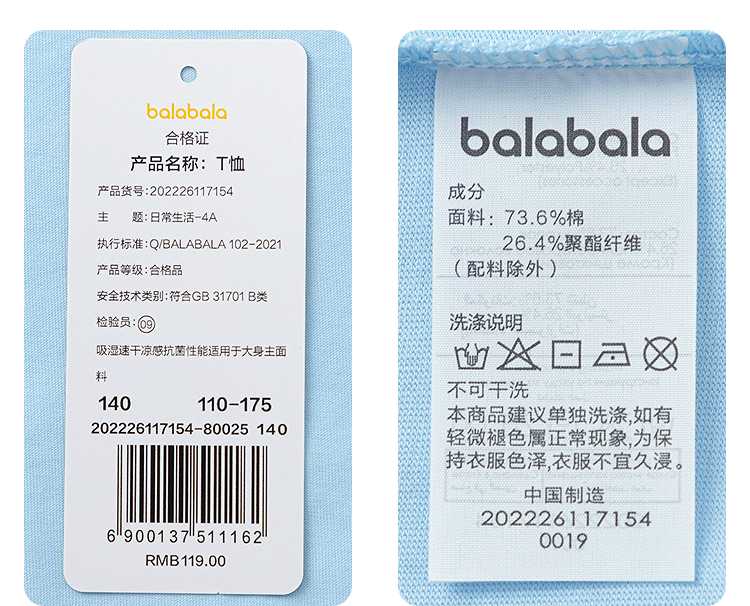 balabala
合格证
产品名称：T恤
产品货号:202226117154
主 题:日常生活-4A
执行标准:Q/BALABALA 102-2021
产品等级:合格品
安全技术类别:符合GB 31701 B类
检验员:09
吸湿速干凉感抗菌性能适用于大身主面
料
140 110-175
202226117154-80025 140
6 900137 511162
RMB119.00
balabala
成分
面料：73.6%棉
26.4%聚酯纤维
（配料除外）
洗涤说明
不可干洗
本商品建议单独洗涤,如有
轻微褪色属正常现象,为保
持衣服色泽,衣服不宜久浸。
中国制造
202226117154
0019